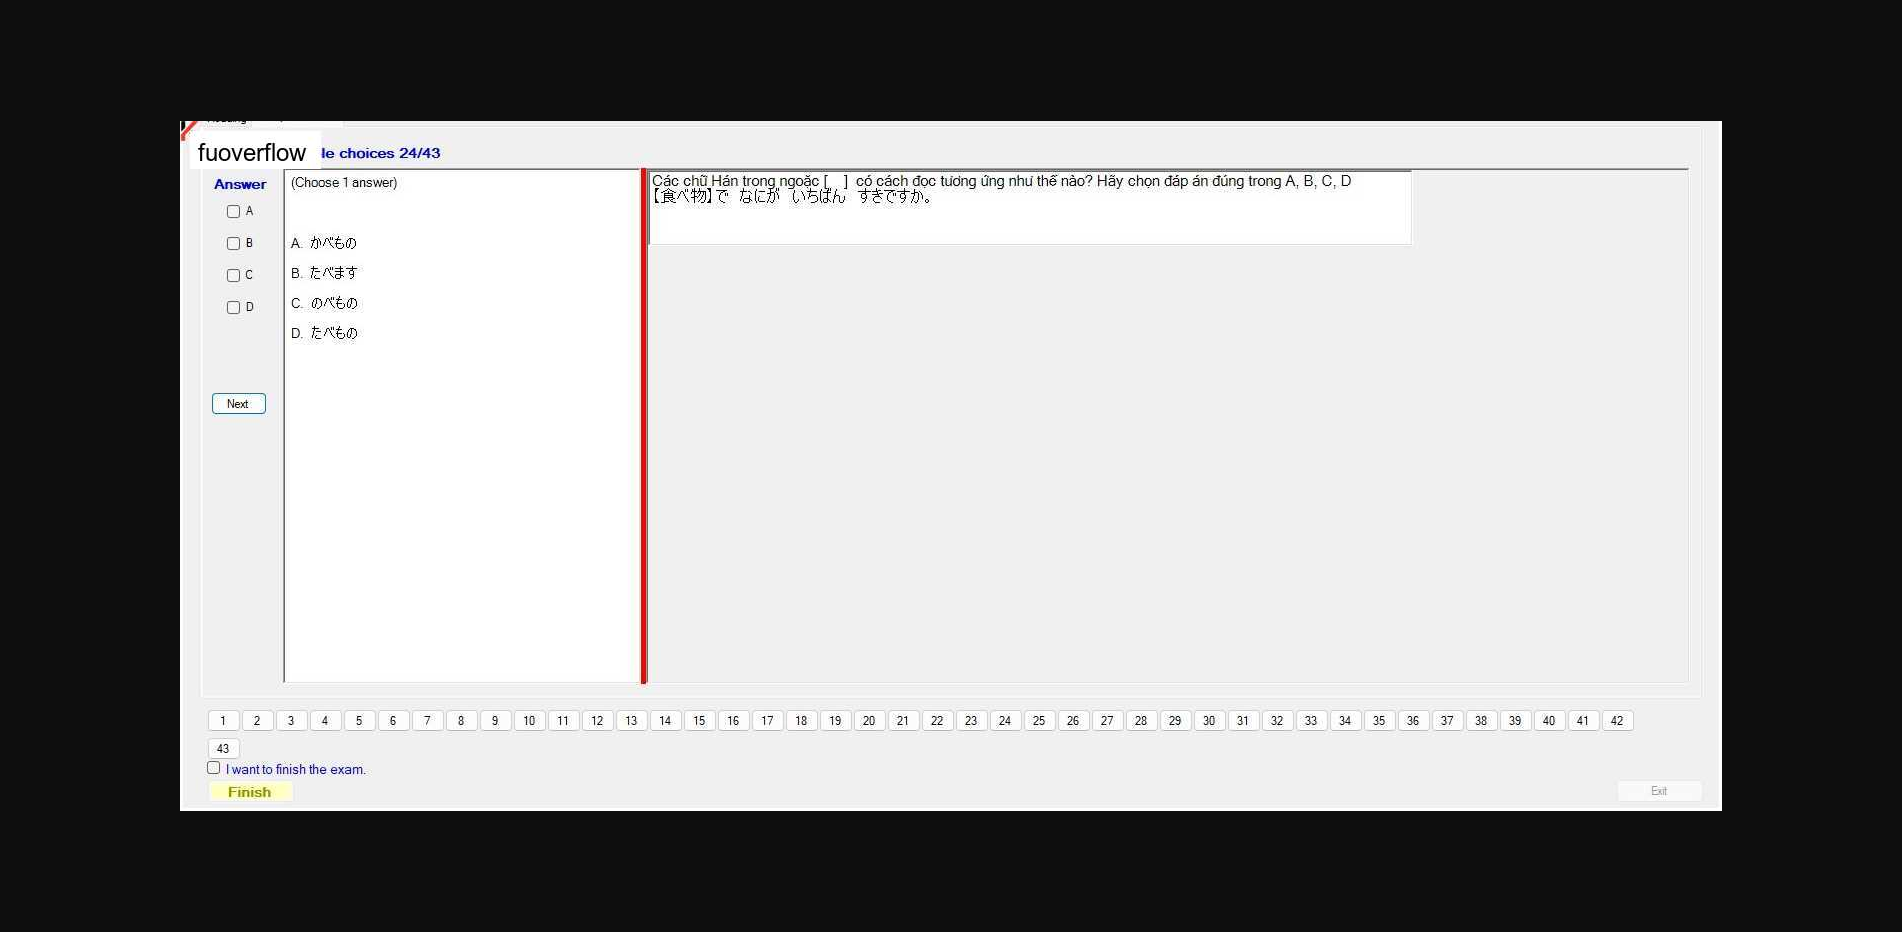 fuoverflow
le choices 24/43
Answer
(Choose 1 answer)
A
B
C
D
A. かべもの
B. たべます
C. のべもの
D. たべもの
Next
Các chữ Hán trong ngoặc [ ] có cách đọc tương ứng như thế nào? Hãy chọn đáp án đúng trong A, B, C, D
【食べ物】で なにが いちばん すきですか。
1 2 3 4 5 6 7 8 9 10 11 12 13 14 15 16 17 18 19 20 21 22 23 24 25 26 27 28 29 30 31 32 33 34 35 36 37 38 39 40 41 42
43
I want to finish the exam.
Finish
Exit